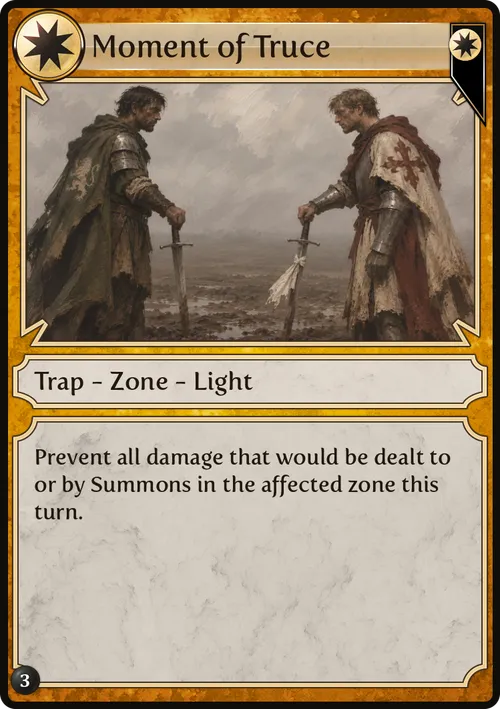 Moment of Truce
Trap – Zone – Light
Prevent all damage that would be dealt to
or by Summons in the affected zone this
turn.
3